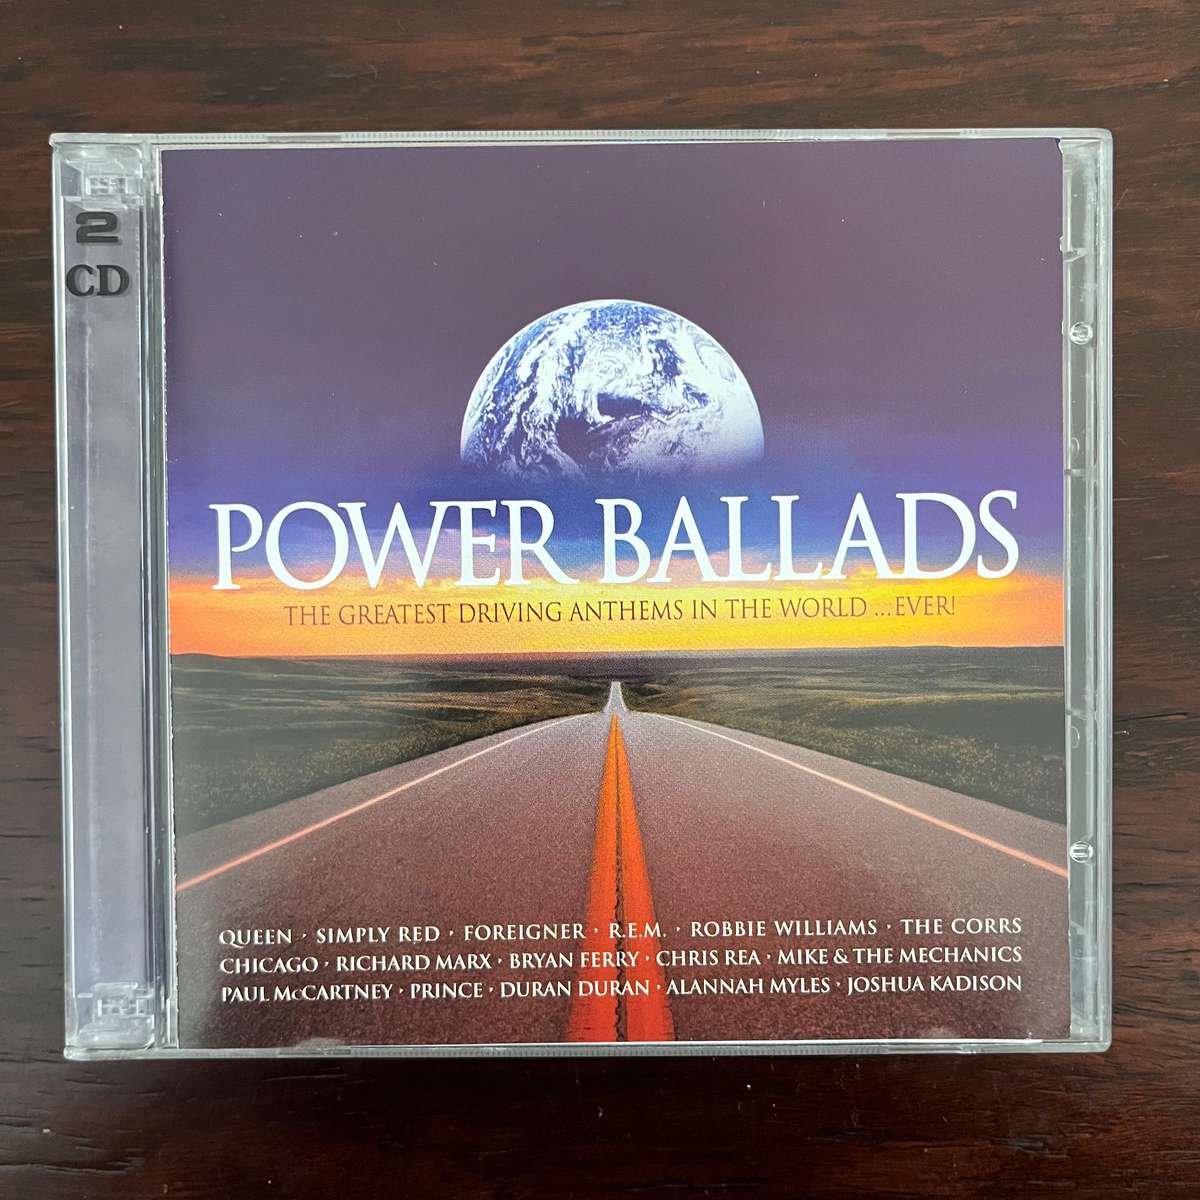 2
CD
POWER BALLADS
THE GREATEST DRIVING ANTHEMS IN THE WORLD ...EVER!
QUEEN · SIMPLY RED · FOREIGNER · R.E.M. · ROBBIE WILLIAMS · THE CORRS
CHICAGO · RICHARD MARX · BRYAN FERRY · CHRIS REA · MIKE & THE MECHANICS
PAUL McCARTNEY · PRINCE · DURAN DURAN · ALANNAH MYLES · JOSHUA KADISON